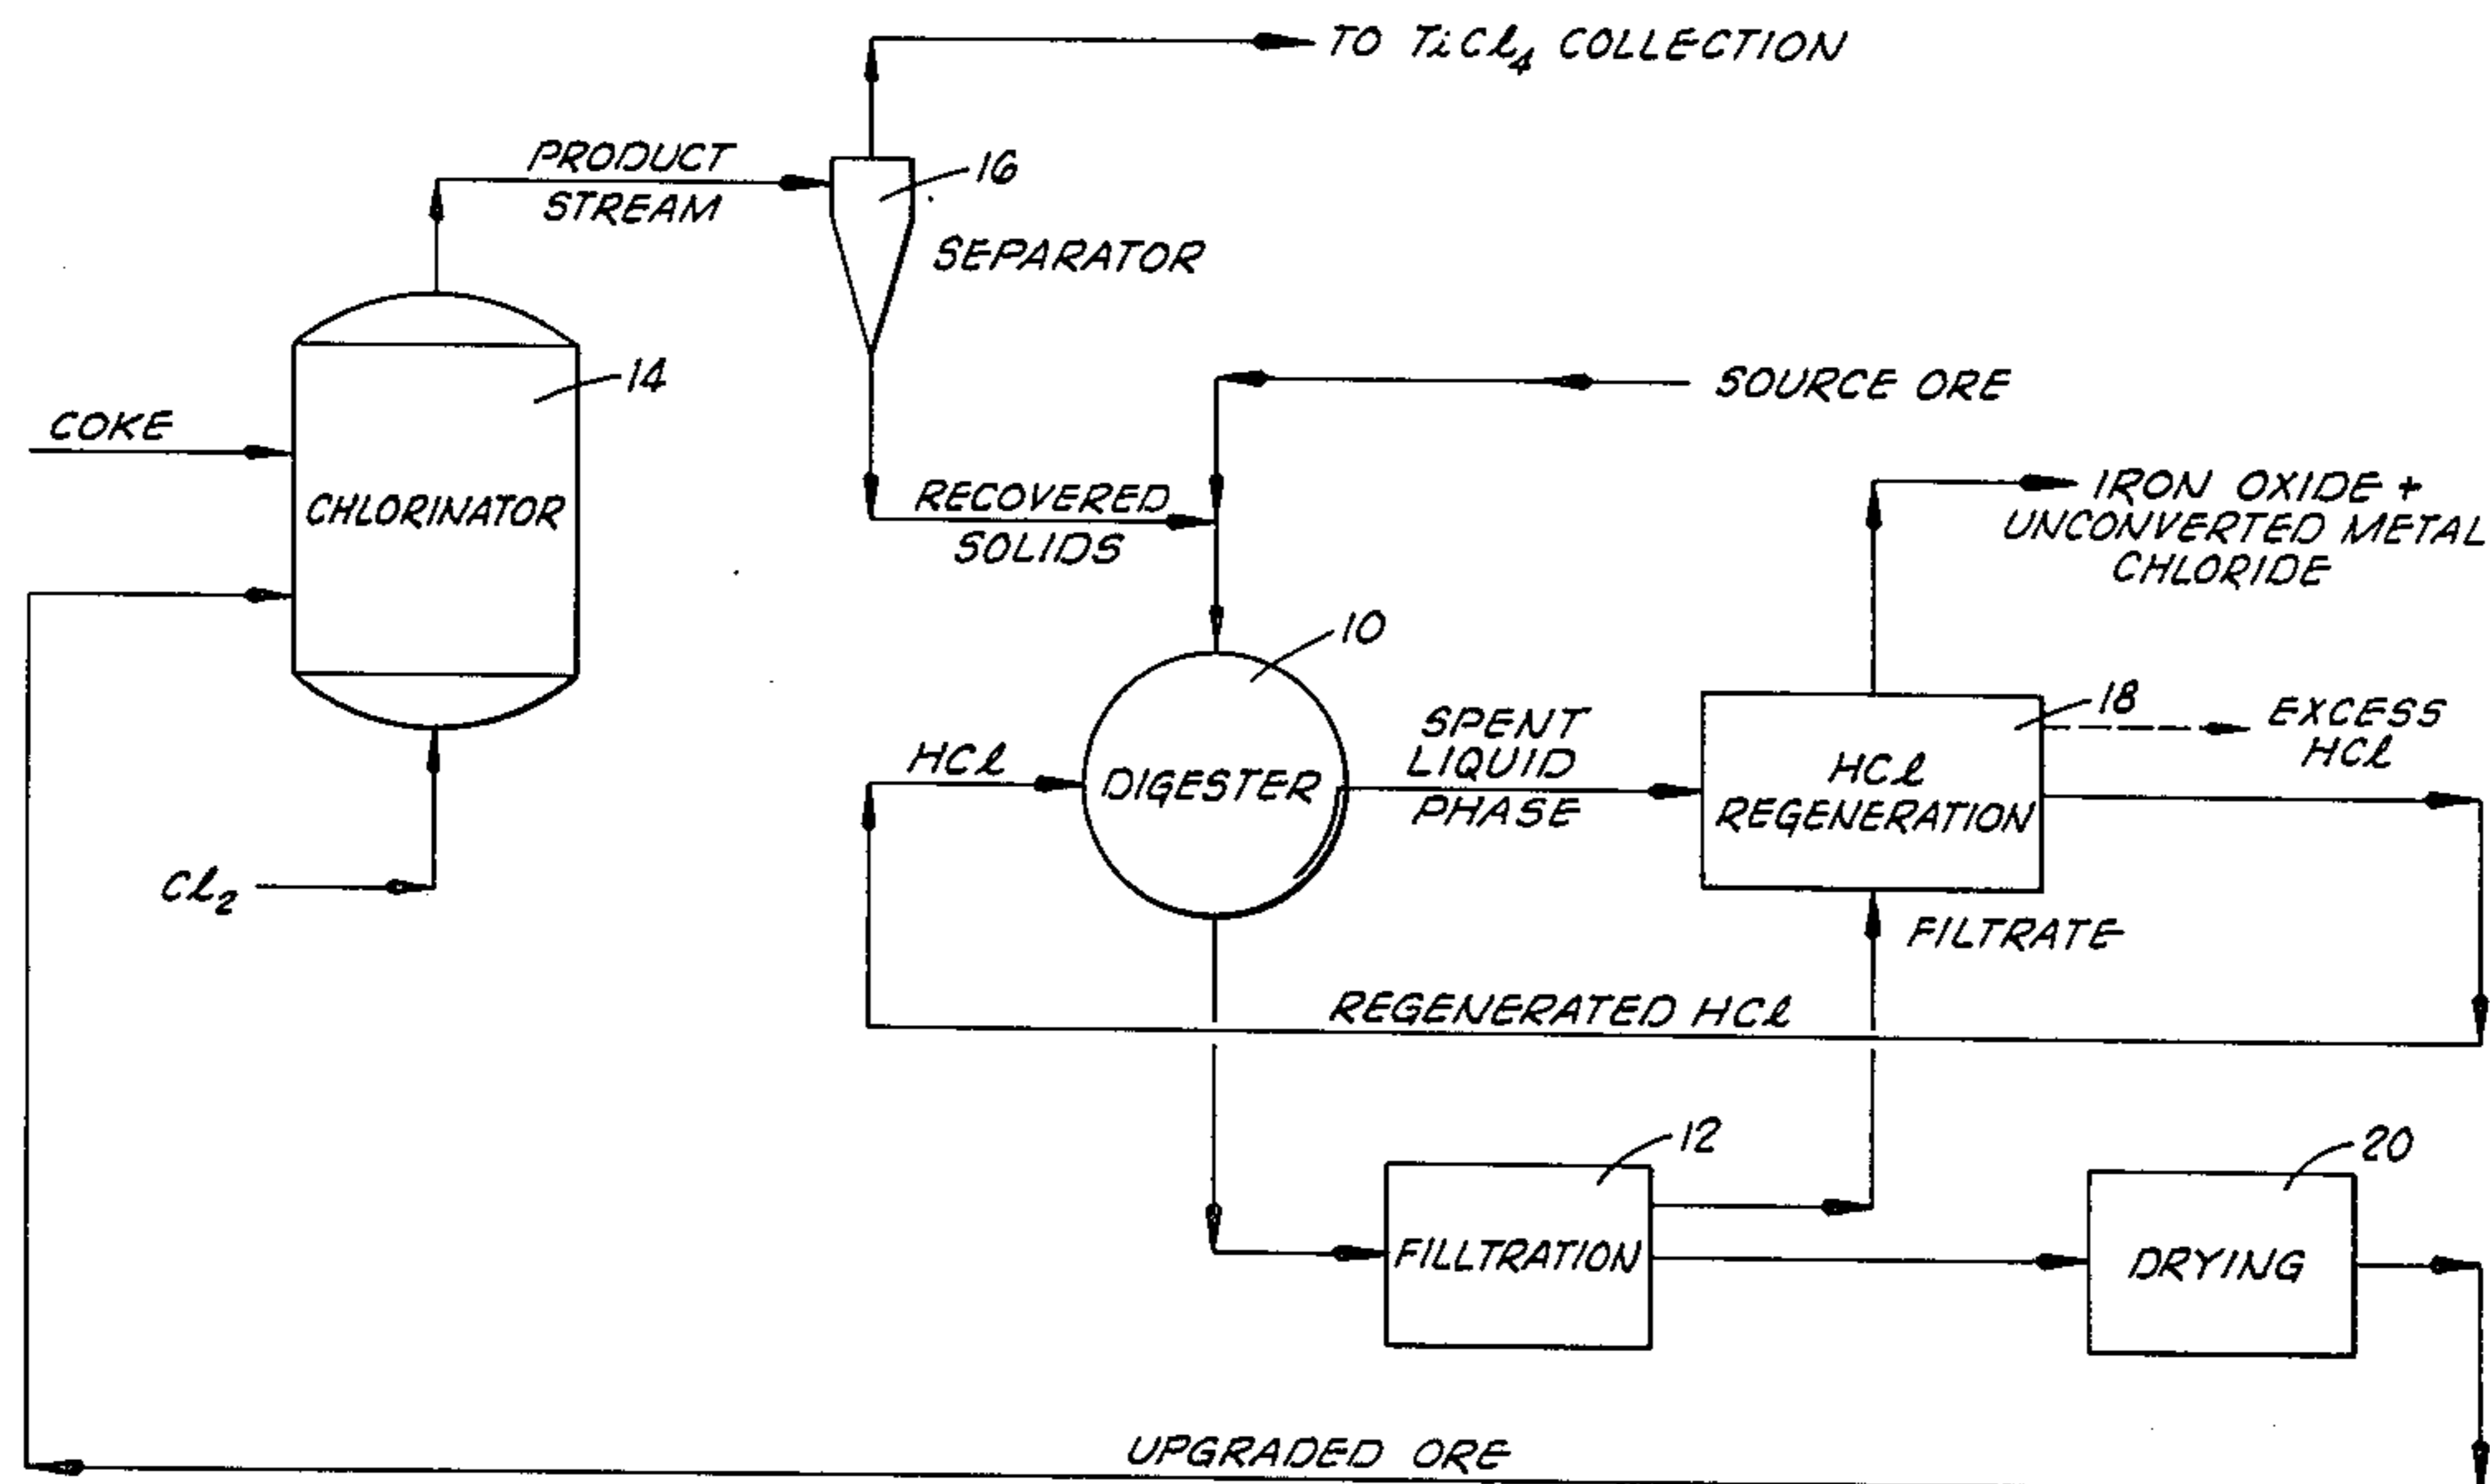 TO TiCl4 COLLECTION
PRODUCT
STREAM
16
SEPARATOR
14
SOURCE ORE
COKE
CHLORINATOR
RECOVERED
SOLIDS
IRON OXIDE +
UNCONVERTED METAL
CHLORIDE
10
18
EXCESS
HCl
SPENT
LIQUID
PHASE
HCl
DIGESTER
HCl
REGENERATION
Cl2
FILTRATE
REGENERATED HCl
12
20
FILLTRATION
DRYING
UPGRADED ORE